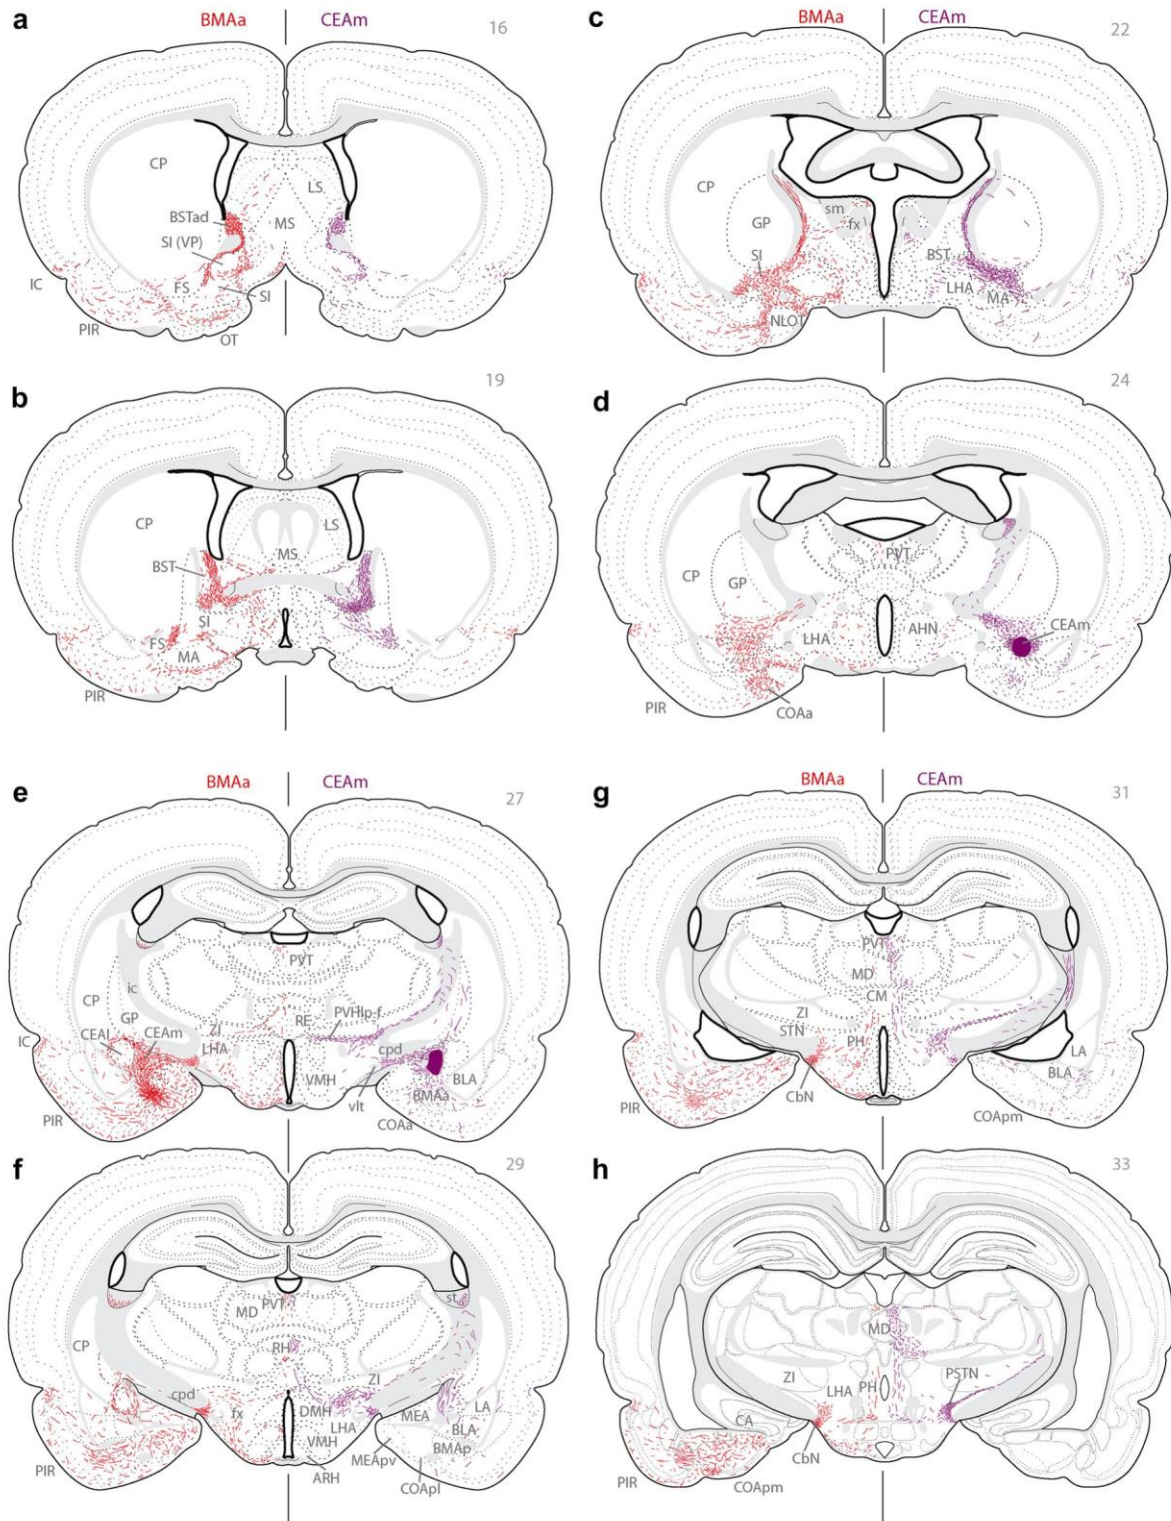 a
BMAa
CEAm
16
CP
LS
BSTad
MS
SI (VP)
IC
FS
SI
PIR
OT
b
19
CP
LS
MS
BST
SI
FS
MA
PIR
c
BMAa
CEAm
22
CP
sm
GP
fx
SI
BST
LHA
MA
NLOT
d
24
PVT
CP
GP
CEAm
LHA
AHN
PIR
COAa
e
BMAa
CEAm
27
PVT
ic
CP
GP
RE
PVHlp-f
ZI
IC
CEAl
CEAm
LHA
cpd
VMH
BLA
BMAa
vlt
PIR
COAa
f
29
st
MD
PVT
CP
RH
ZI
cpd
fx
DMH
MEA
LA
LHA
BLA
VMH
BMAp
PIR
ARH
MEApv
COApl
g
BMAa
CEAm
31
PVT
MD
CM
ZI
STN
PH
LA
BLA
CbN
PIR
COApm
h
33
MD
ZI
LHA
PH
PSTN
CA
CbN
PIR
COApm